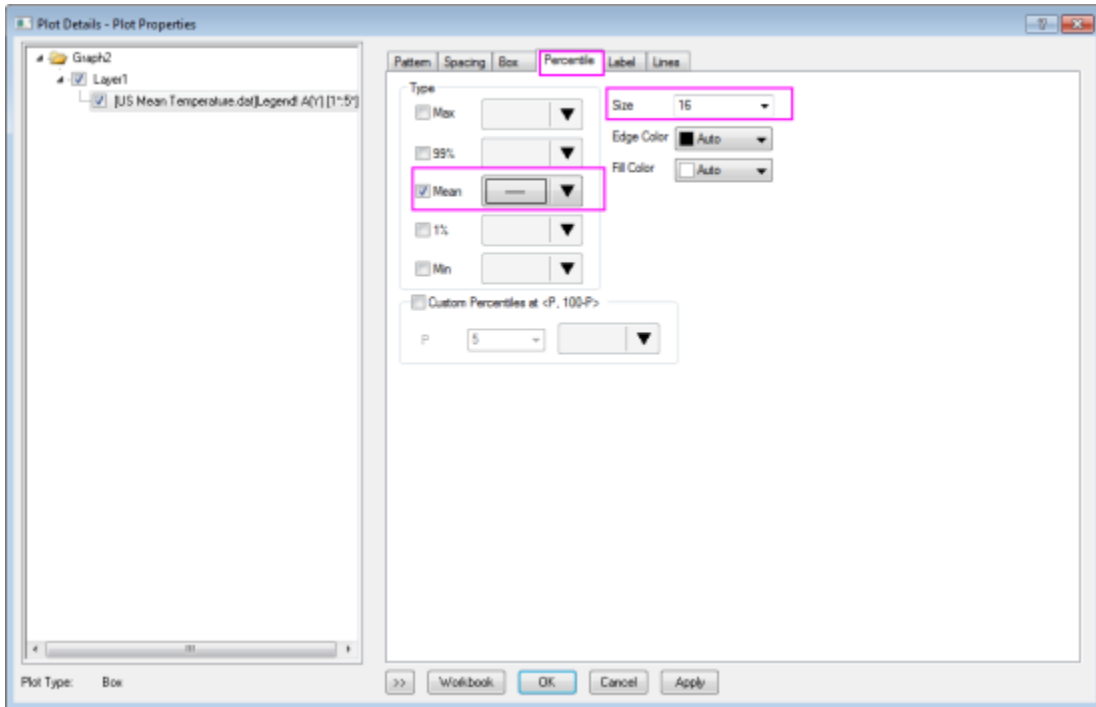 Plot Details - Plot Properties
Graph2
Layer1
[US Mean Temperature.dat]Legend! A(Y) [1*:5*]
Pattern Spacing Box Percentile Label Lines
Type
Max
99%
Mean
1%
Min
Size 16
Edge Color Auto
Fill Color Auto
Custom Percentiles at <P, 100-P>
P 5
Plot Type: Box
>> Workbook OK Cancel Apply